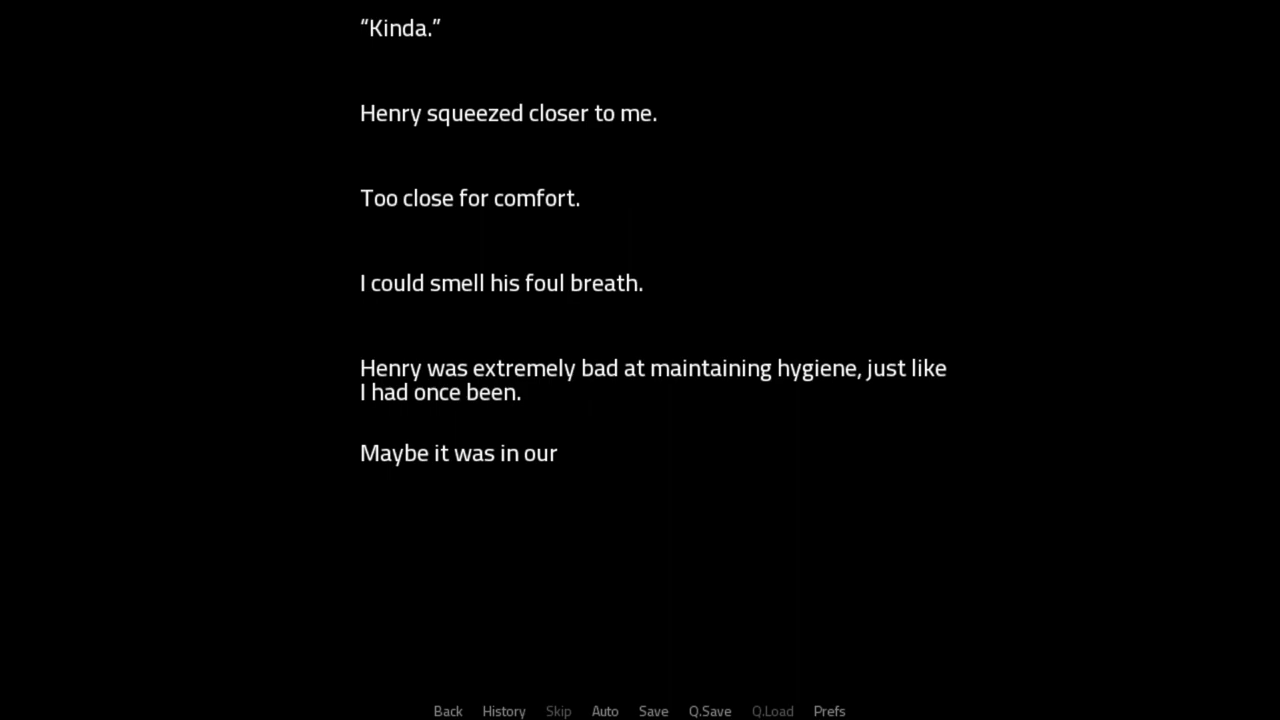 “Kinda.”
Henry squeezed closer to me.
Too close for comfort.
I could smell his foul breath.
Henry was extremely bad at maintaining hygiene, just like
I had once been.
Maybe it was in our
Back History Skip Auto Save Q.Save Q.Load Prefs